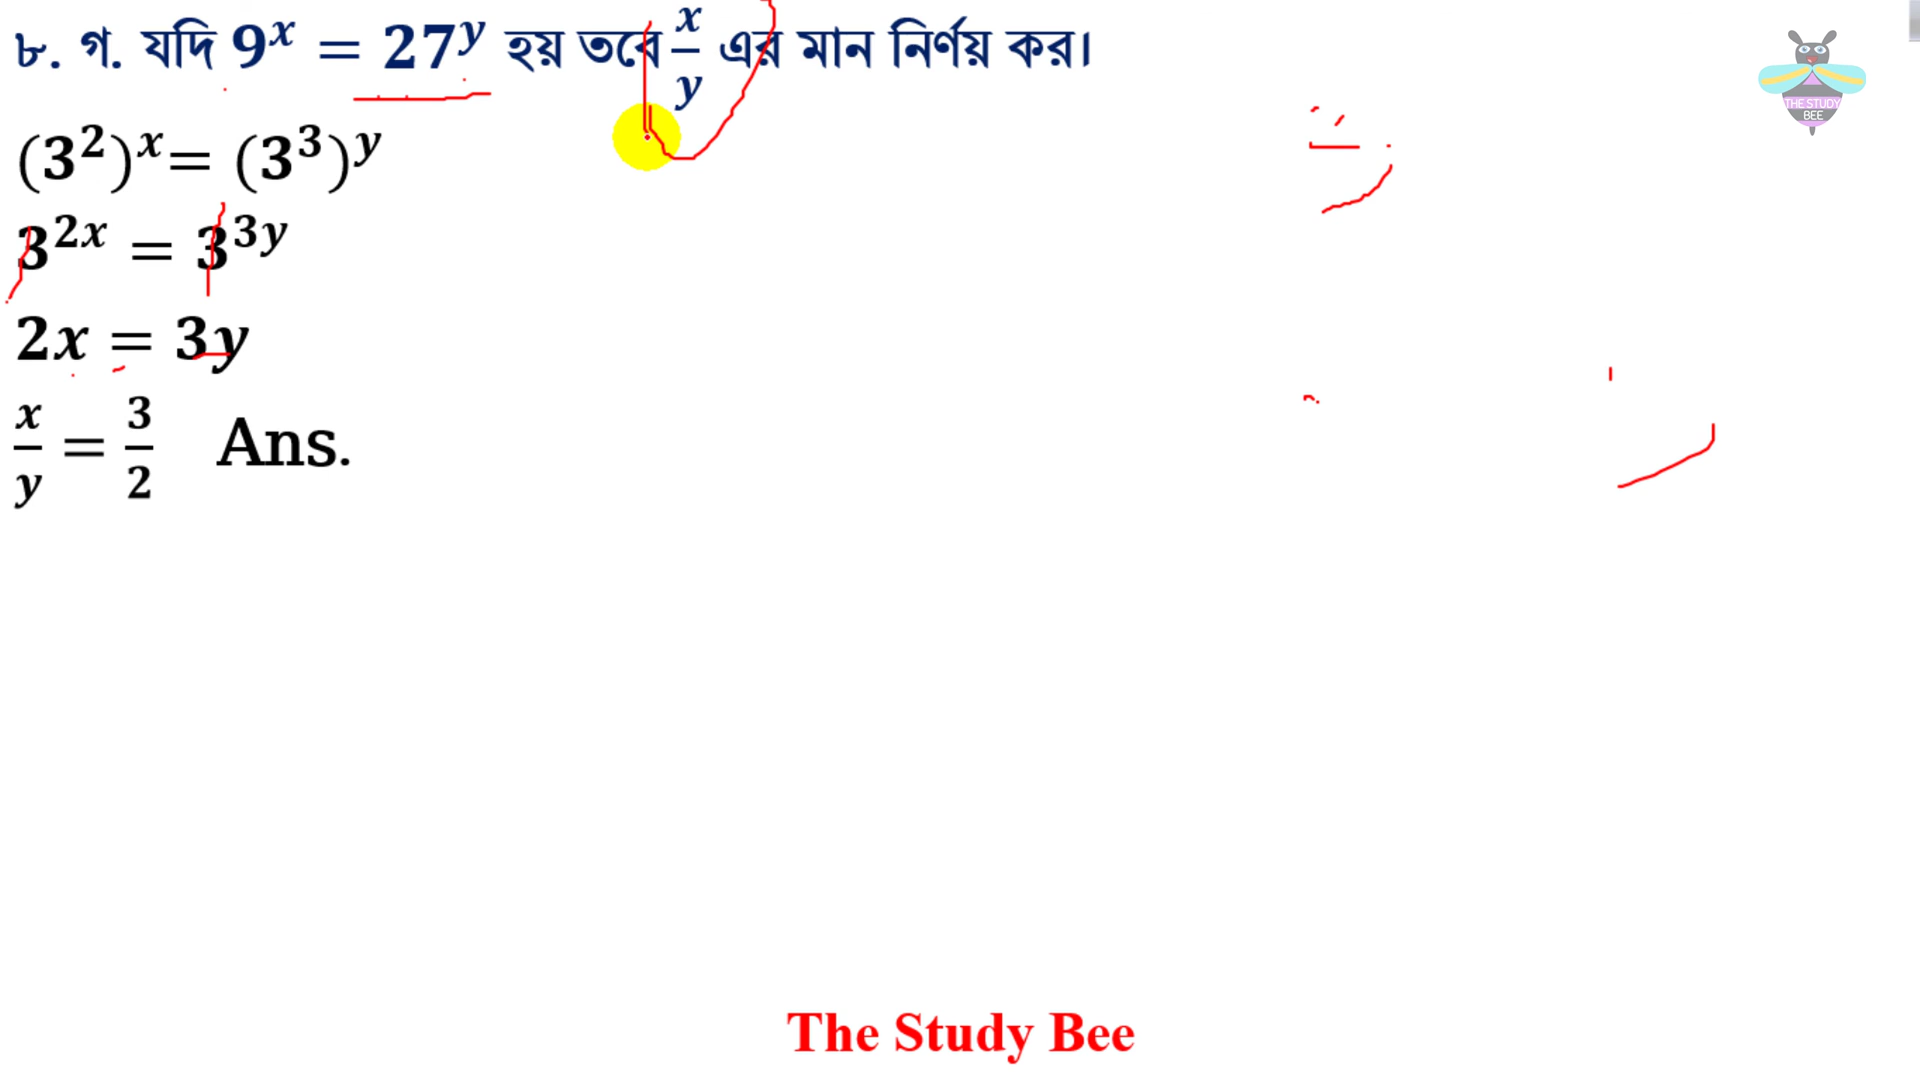 ৮. গ. যদি 9^x = 27^y হয় তবে x/y এর মান নির্ণয় কর।
THE STUDY
BEE
(3^2)^x = (3^3)^y
3^{2x} = 3^{3y}
2x = 3y
x/y = 3/2 Ans.
The Study Bee